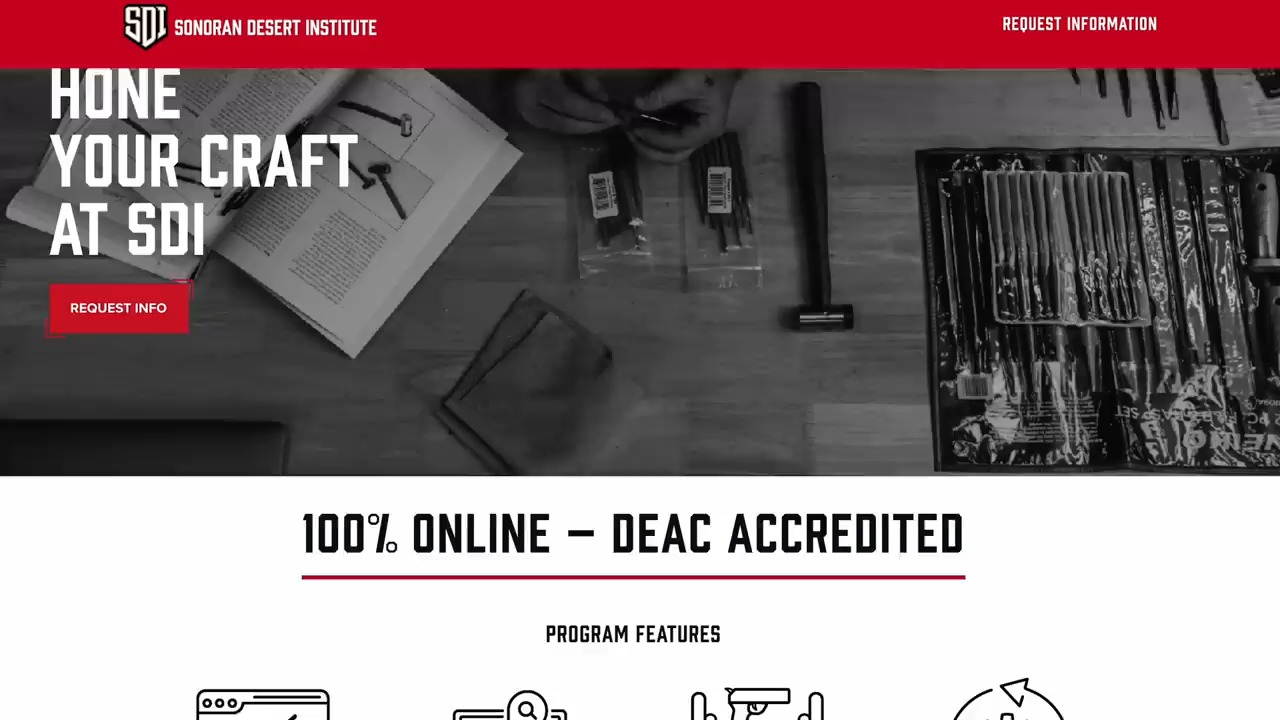 SDI SONORAN DESERT INSTITUTE
REQUEST INFORMATION
HONE
YOUR CRAFT
AT SDI
REQUEST INFO
100% ONLINE – DEAC ACCREDITED
PROGRAM FEATURES